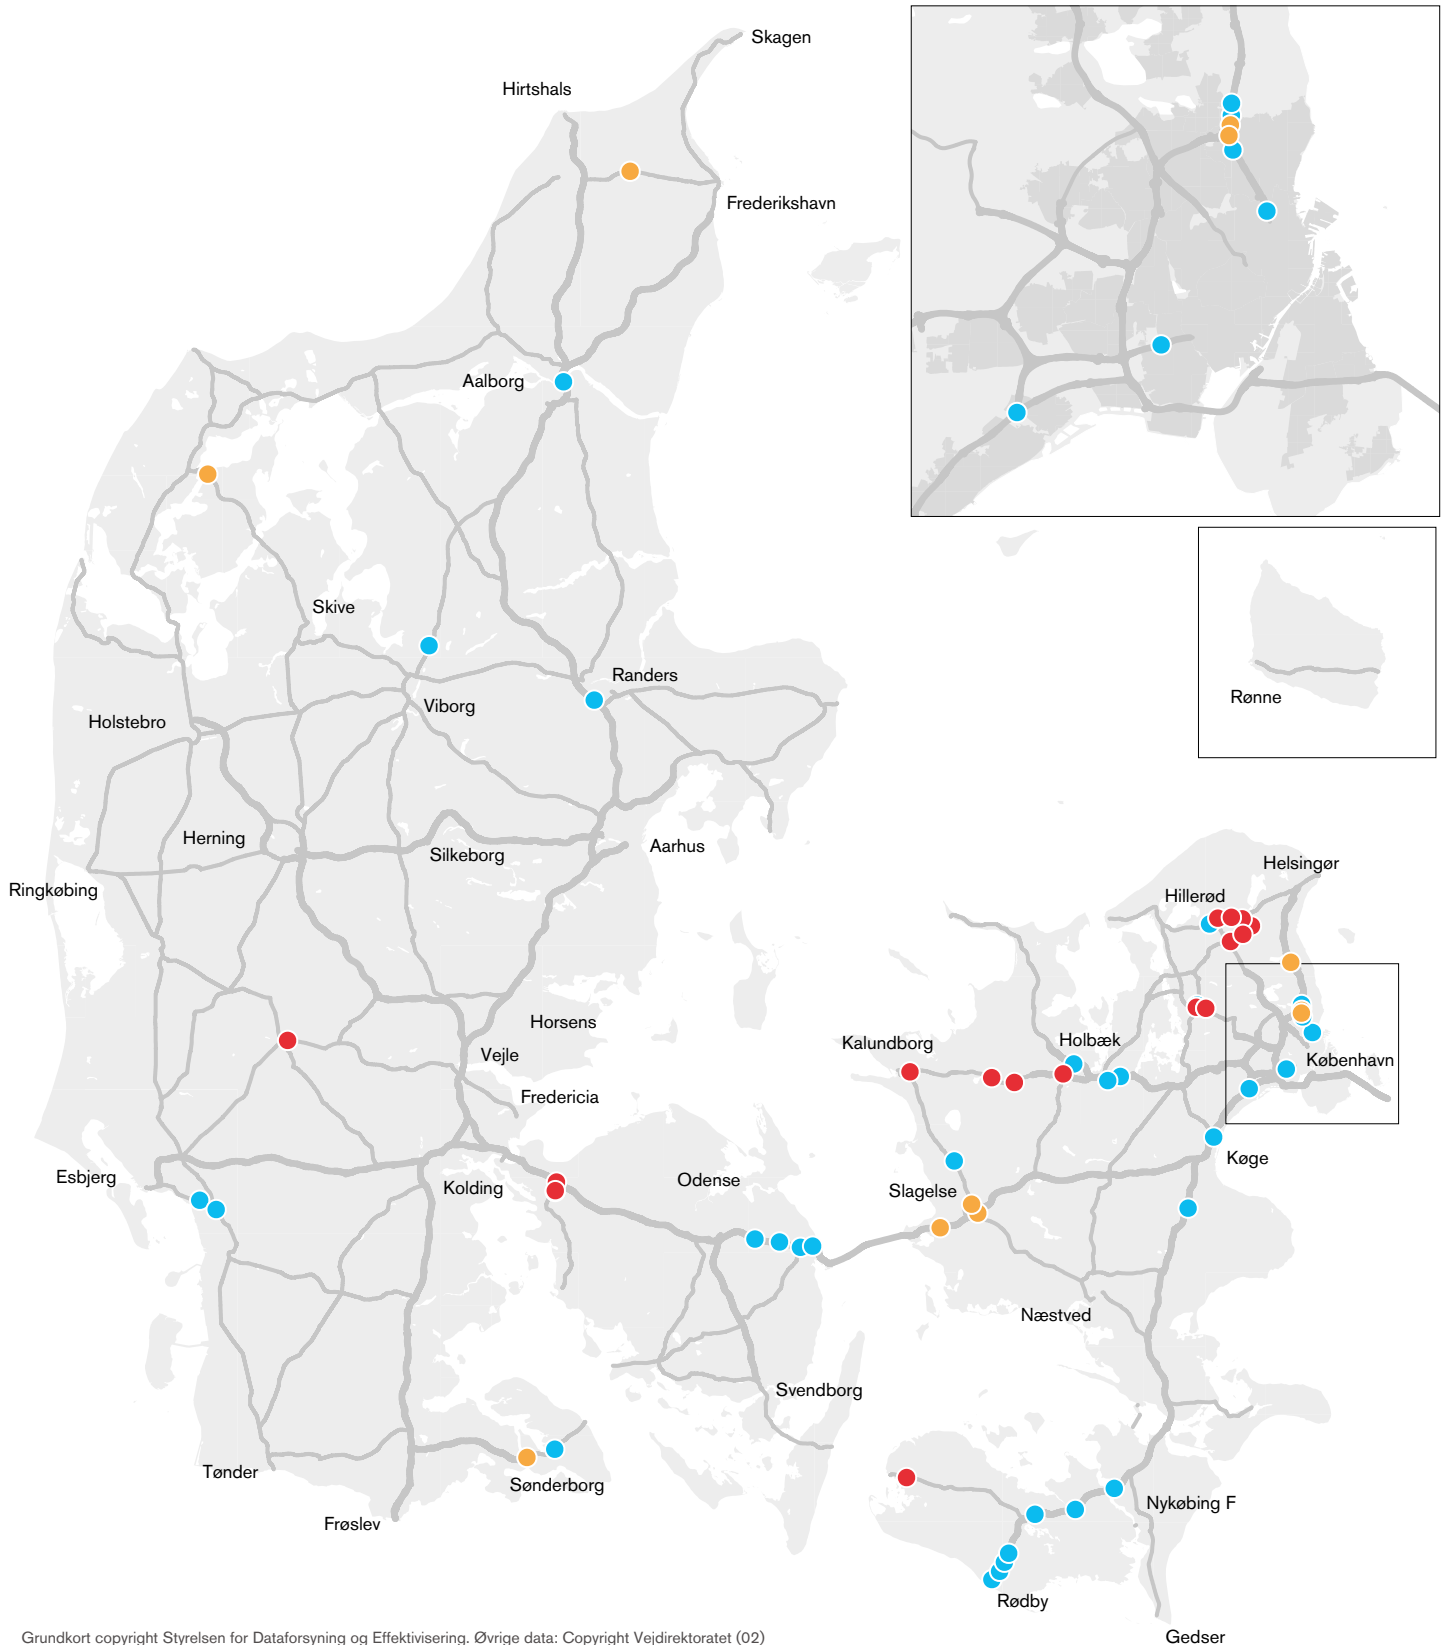 Skagen
Hirtshals
Frederikshavn
Aalborg
Skive
Randers
Rønne
Viborg
Holstebro
Herning
Aarhus
Silkeborg
Helsingør
Ringkøbing
Hillerød
Horsens
Kalundborg
Holbæk
Vejle
København
Fredericia
Køge
Esbjerg
Odense
Kolding
Slagelse
Næstved
Svendborg
Tønder
Sønderborg
Nykøbing F
Frøslev
Rødby
Gedser
Grundkort copyright Styrelsen for Dataforsyning og Effektivisering. Øvrige data: Copyright Vejdirektoratet (02)